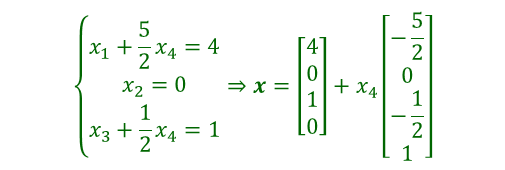 x₁ + 5/2 x₄ = 4
x₂ = 0
x₃ + 1/2 x₄ = 1
⇒ x = [4 0 1 0] + x₄ [−5/2 0 −1/2 1]